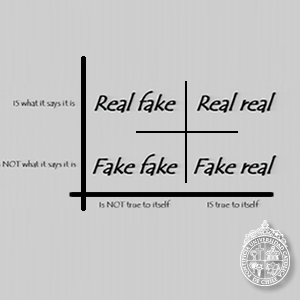 IS what it says it is
Real fake
Real real
NOT what it says it is
Fake fake
Fake real
Is NOT true to itself
IS true to itself